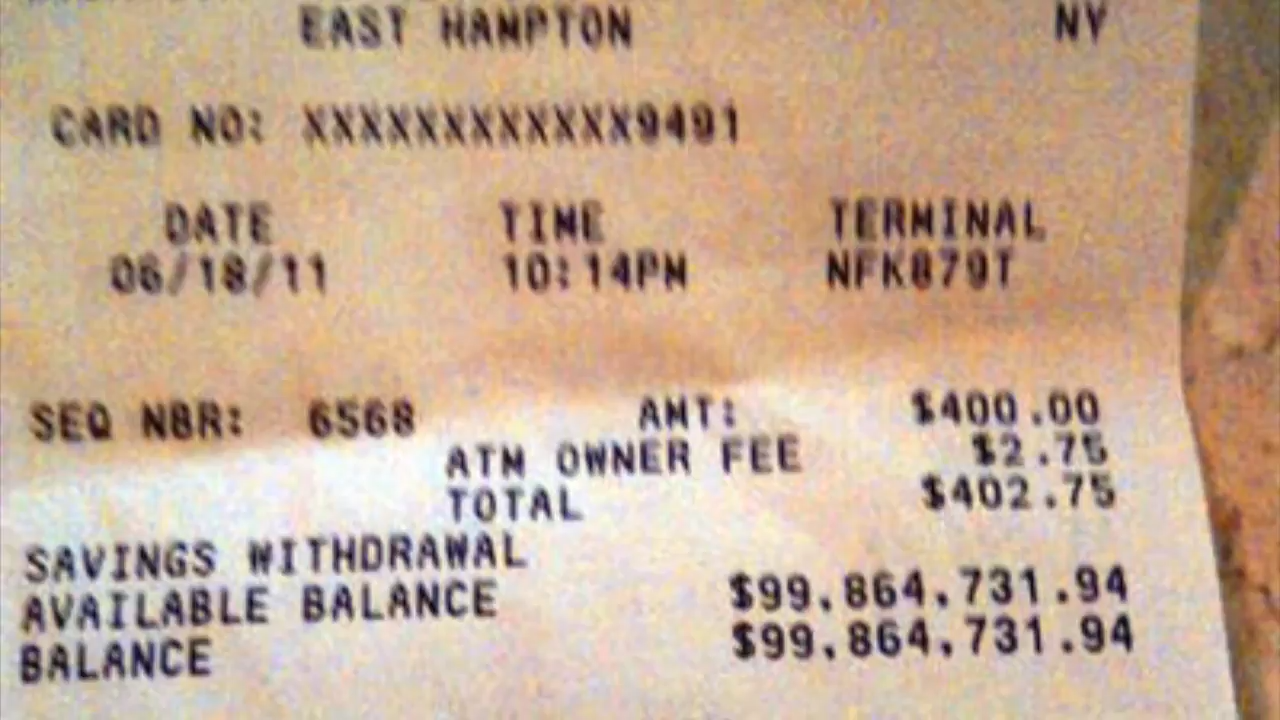 EAST HAMPTON NY
CARD NO: XXXXXXXXXXXX9491
DATE TIME TERMINAL
06/18/11 10:14PM NFK879T
SEQ NBR: 6568 AMT: $400.00
ATM OWNER FEE $2.75
TOTAL $402.75
SAVINGS WITHDRAWAL
AVAILABLE BALANCE $99,864,731.94
BALANCE $99,864,731.94